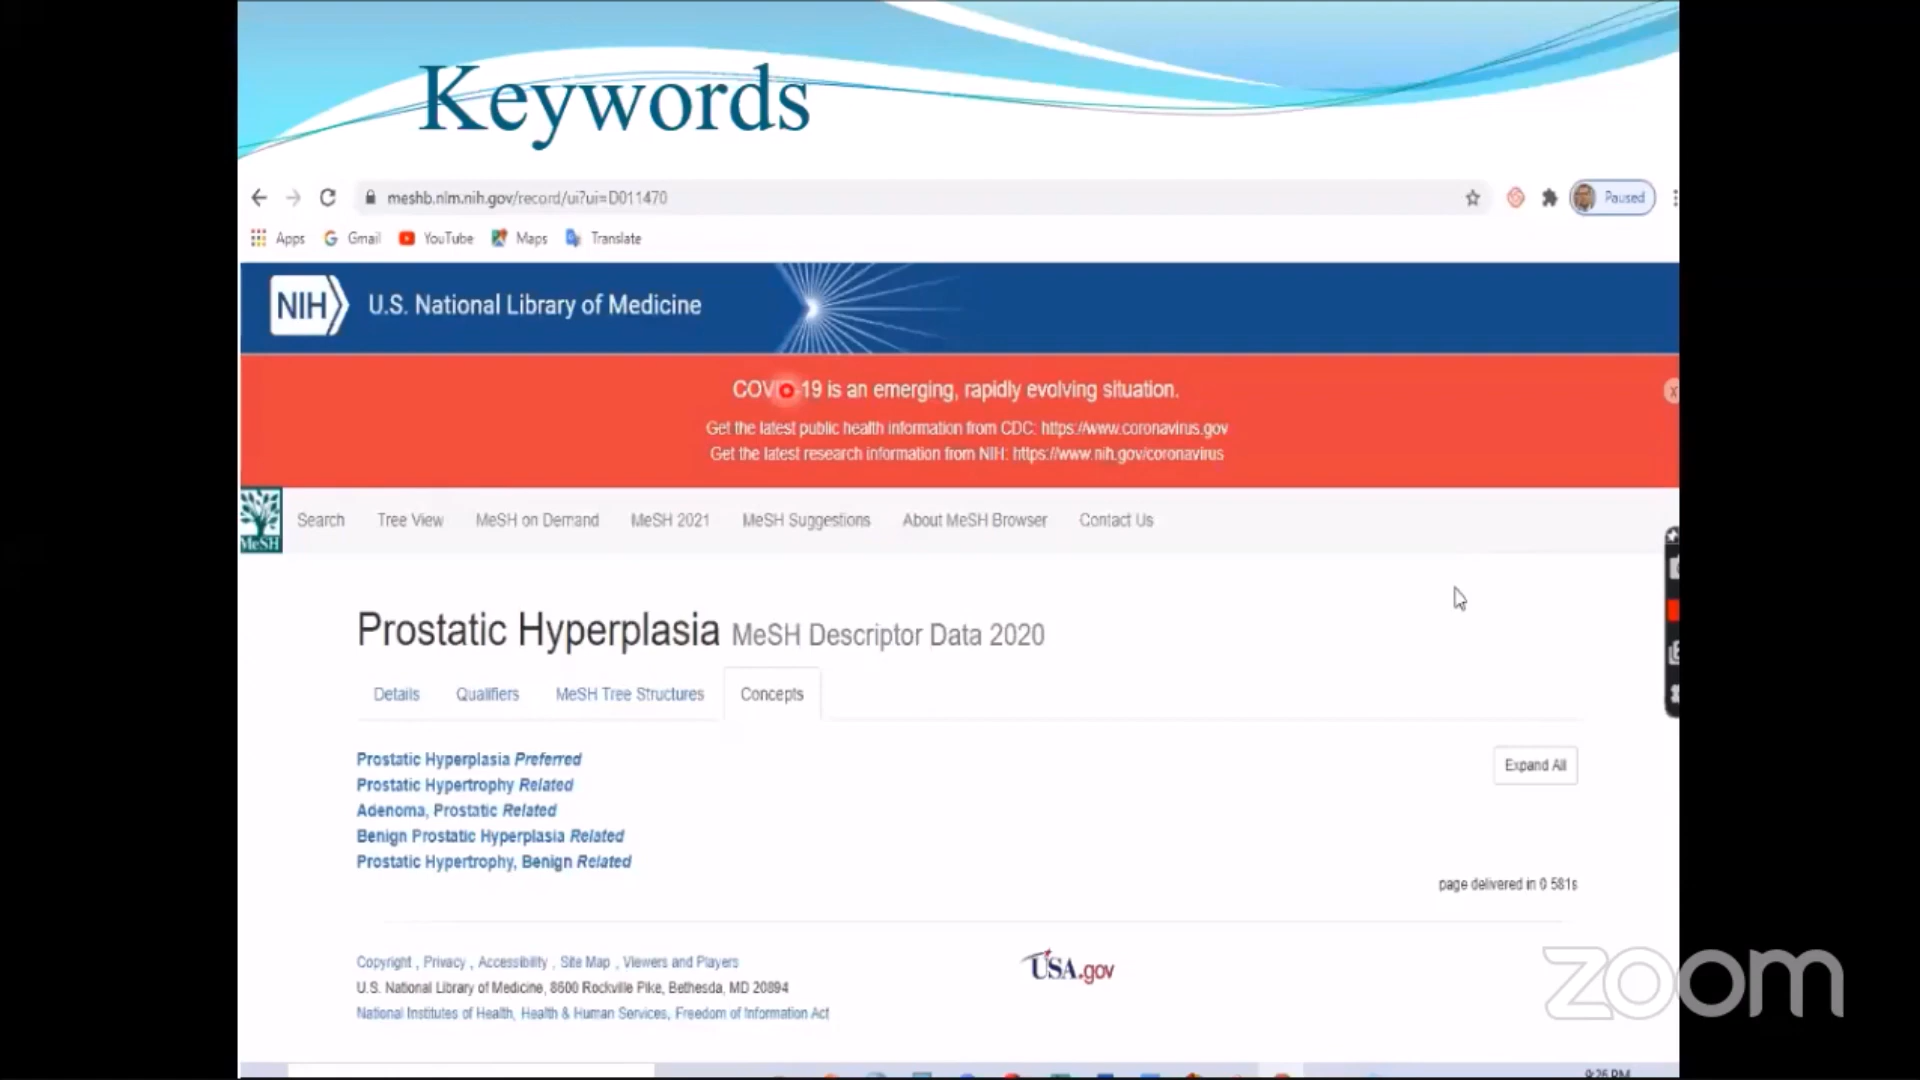 Keywords
meshb.nlm.nih.gov/record/ui?ui=D011470
Paused
Apps Gmail YouTube Maps Translate
NIH U.S. National Library of Medicine
COVID-19 is an emerging, rapidly evolving situation.
Get the latest public health information from CDC: https://www.coronavirus.gov
Get the latest research information from NIH: https://www.nih.gov/coronavirus
X
MeSH Search Tree View MeSH on Demand MeSH 2021 MeSH Suggestions About MeSH Browser Contact Us
Prostatic Hyperplasia MeSH Descriptor Data 2020
Details Qualifiers MeSH Tree Structures Concepts
Prostatic Hyperplasia Preferred
Expand All
Prostatic Hypertrophy Related
Adenoma, Prostatic Related
Benign Prostatic Hyperplasia Related
Prostatic Hypertrophy, Benign Related
page delivered in 0.581s
Copyright , Privacy , Accessibility , Site Map , Viewers and Players
U.S. National Library of Medicine, 8600 Rockville Pike, Bethesda, MD 20894
National Institutes of Health, Health & Human Services, Freedom of Information Act
USA.gov
zoom
9:26 PM